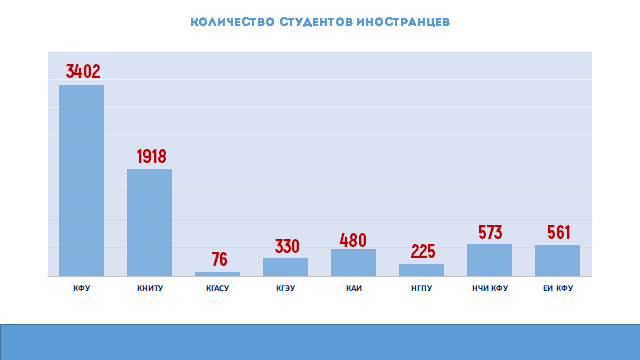 КОЛИЧЕСТВО СТУДЕНТОВ ИНОСТРАНЦЕВ
3402
1918
76
330
480
225
573
561
КФУ
КНИТУ
КГАСУ
КГЭУ
КАИ
НГПУ
НЧИ КФУ
ЕИ КФУ